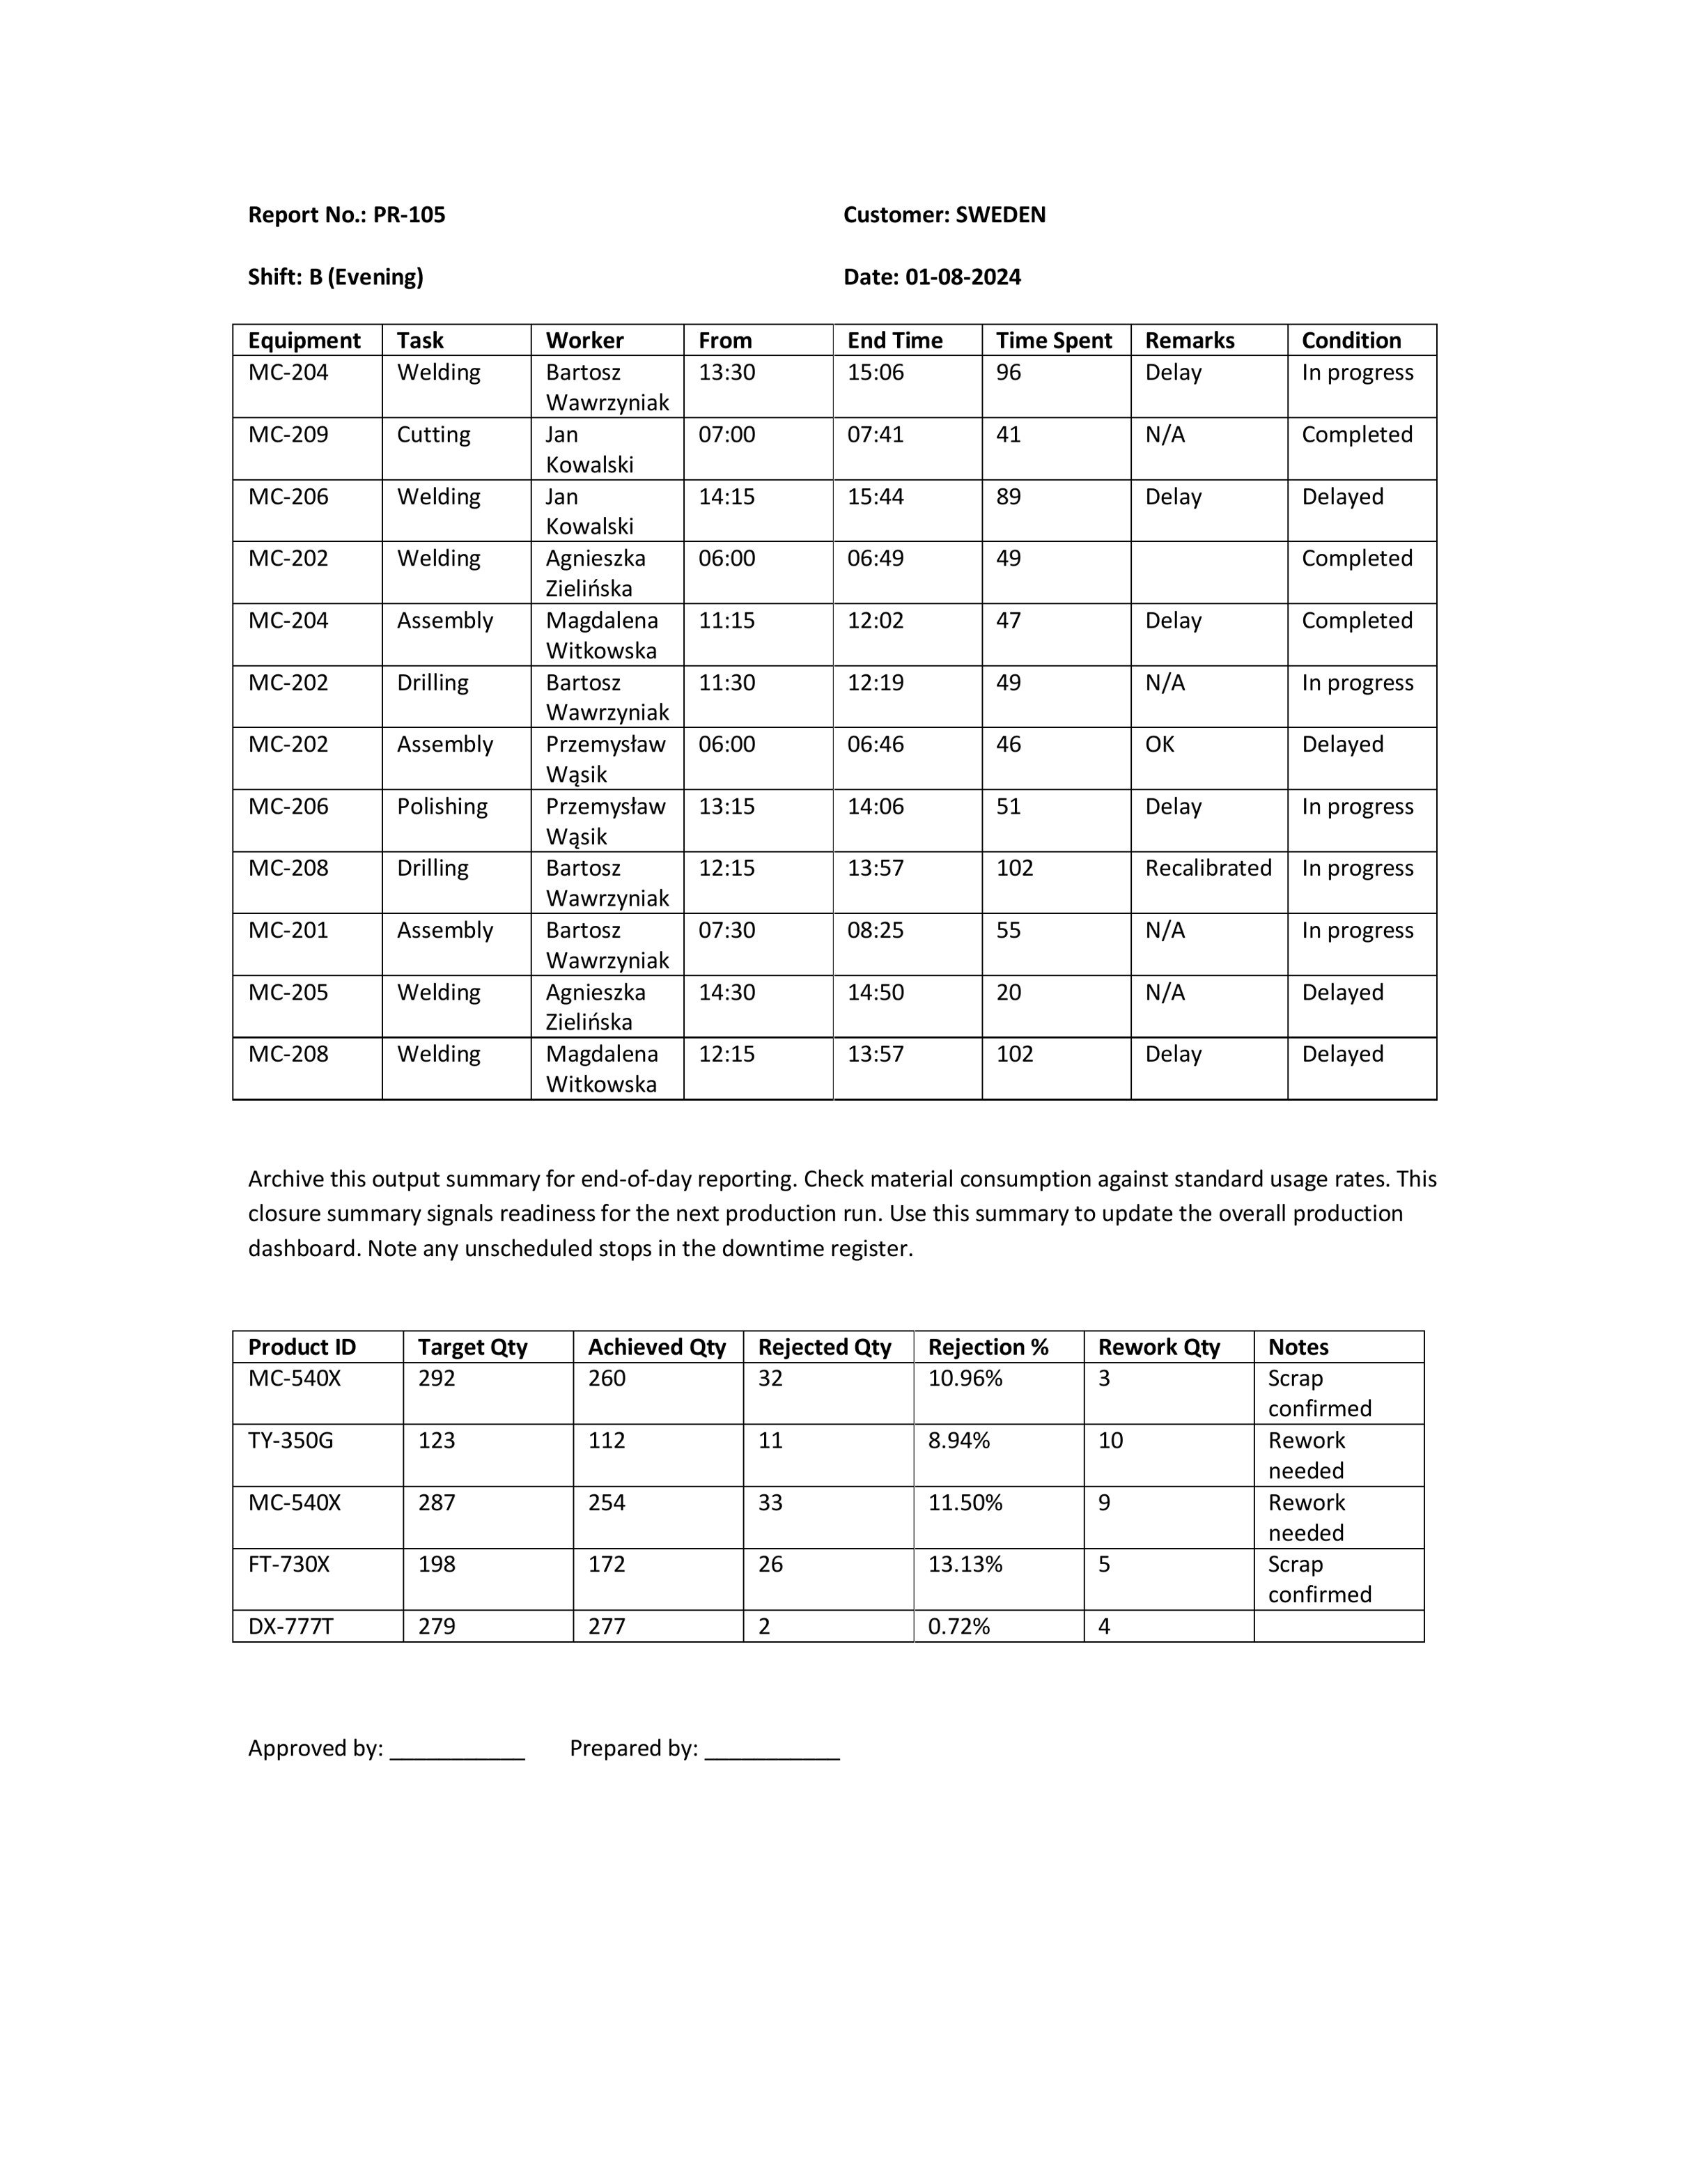 Report No.: PR-105 Customer: SWEDEN
Shift: B (Evening) Date: 01-08-2024
Equipment Task Worker From End Time Time Spent Remarks Condition
MC-204 Welding Bartosz Wawrzyniak 13:30 15:06 96 Delay In progress
MC-209 Cutting Jan Kowalski 07:00 07:41 41 N/A Completed
MC-206 Welding Jan Kowalski 14:15 15:44 89 Delay Delayed
MC-202 Welding Agnieszka Zielińska 06:00 06:49 49 Completed
MC-204 Assembly Magdalena Witkowska 11:15 12:02 47 Delay Completed
MC-202 Drilling Bartosz Wawrzyniak 11:30 12:19 49 N/A In progress
MC-202 Assembly Przemysław Wąsik 06:00 06:46 46 OK Delayed
MC-206 Polishing Przemysław Wąsik 13:15 14:06 51 Delay In progress
MC-208 Drilling Bartosz Wawrzyniak 12:15 13:57 102 Recalibrated In progress
MC-201 Assembly Bartosz Wawrzyniak 07:30 08:25 55 N/A In progress
MC-205 Welding Agnieszka Zielińska 14:30 14:50 20 N/A Delayed
MC-208 Welding Magdalena Witkowska 12:15 13:57 102 Delay Delayed
Archive this output summary for end-of-day reporting. Check material consumption against standard usage rates. This
closure summary signals readiness for the next production run. Use this summary to update the overall production
dashboard. Note any unscheduled stops in the downtime register.
Product ID Target Qty Achieved Qty Rejected Qty Rejection % Rework Qty Notes
MC-540X 292 260 32 10.96% 3 Scrap confirmed
TY-350G 123 112 11 8.94% 10 Rework needed
MC-540X 287 254 33 11.50% 9 Rework needed
FT-730X 198 172 26 13.13% 5 Scrap confirmed
DX-777T 279 277 2 0.72% 4
Approved by: ___________ Prepared by: ___________